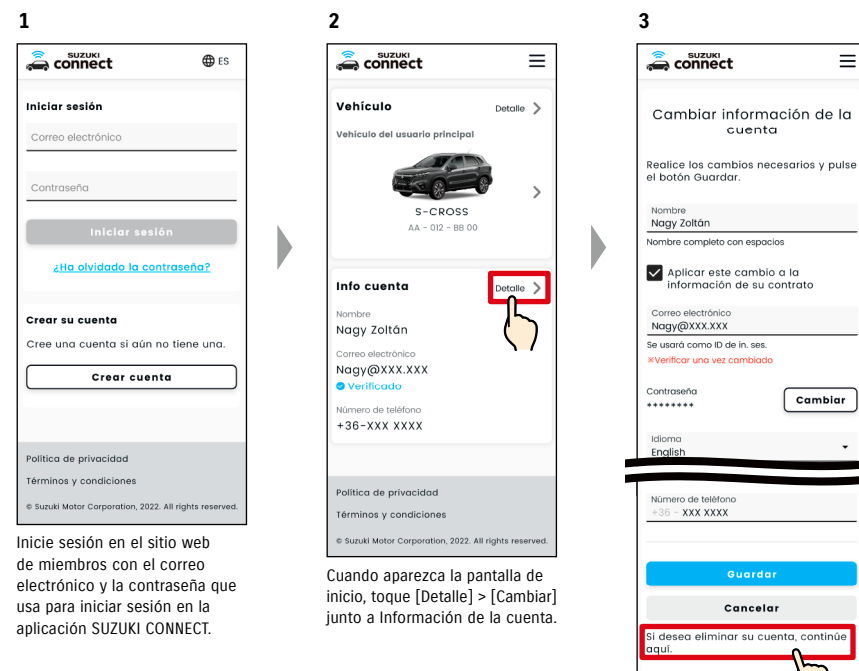 1
SUZUKI
connect
ES
Iniciar sesión
Correo electrónico
Contraseña
Iniciar sesión
¿Ha olvidado la contraseña?
Crear su cuenta
Cree una cuenta si aún no tiene una.
Crear cuenta
Política de privacidad
Términos y condiciones
© Suzuki Motor Corporation, 2022. All rights reserved.
Inicie sesión en el sitio web
de miembros con el correo
electrónico y la contraseña que
usa para iniciar sesión en la
aplicación SUZUKI CONNECT.
2
SUZUKI
connect
Vehículo
Detalle
Vehículo del usuario principal
S-CROSS
AA - 012 - BB 00
Info cuenta
Detalle
Nombre
Nagy Zoltán
Correo electrónico
Nagy@XXX.XXX
Verificado
Número de teléfono
+36-XXX XXXX
Política de privacidad
Términos y condiciones
© Suzuki Motor Corporation, 2022. All rights reserved.
Cuando aparezca la pantalla de
inicio, toque [Detalle] > [Cambiar]
junto a Información de la cuenta.
3
SUZUKI
connect
Cambiar información de la
cuenta
Realice los cambios necesarios y pulse
el botón Guardar.
Nombre
Nagy Zoltán
Nombre completo con espacios
Aplicar este cambio a la
información de su contrato
Correo electrónico
Nagy@XXX.XXX
Se usará como ID de in. ses.
※Verificar una vez cambiado
Contraseña
********
Cambiar
Idioma
English
Número de teléfono
+36 - XXX XXXX
Guardar
Cancelar
Si desea eliminar su cuenta, continúe
aquí.